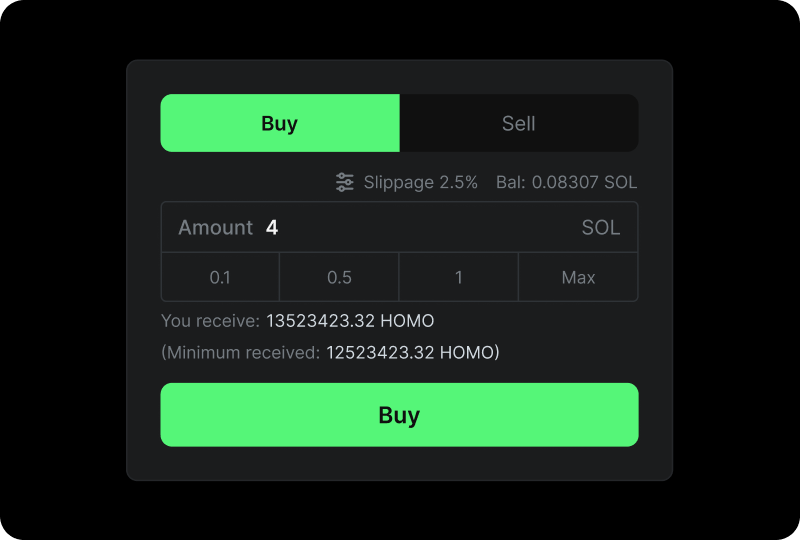 Buy Sell
Slippage 2.5% Bal: 0.08307 SOL
Amount 4 SOL
0.1 0.5 1 Max
You receive: 13523423.32 HOMO
(Minimum received: 12523423.32 HOMO)
Buy